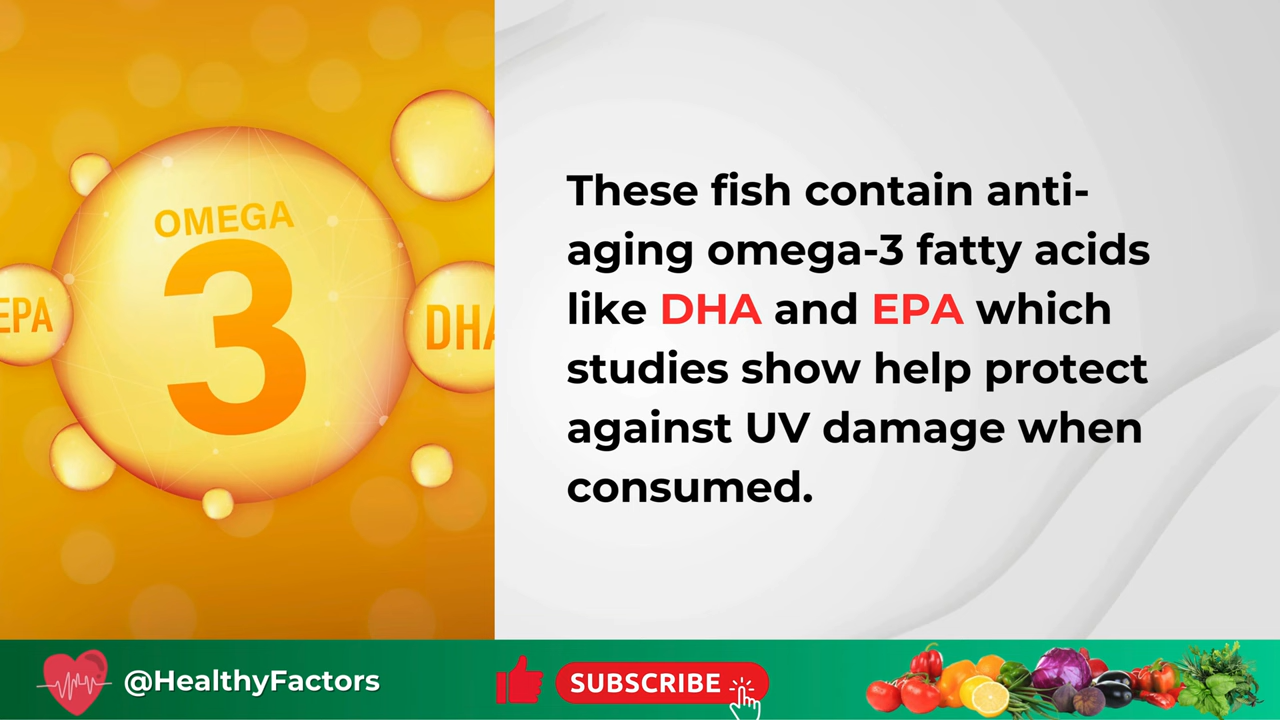 OMEGA
3
EPA
DHA
These fish contain anti-
aging omega-3 fatty acids
like DHA and EPA which
studies show help protect
against UV damage when
consumed.
@HealthyFactors
SUBSCRIBE